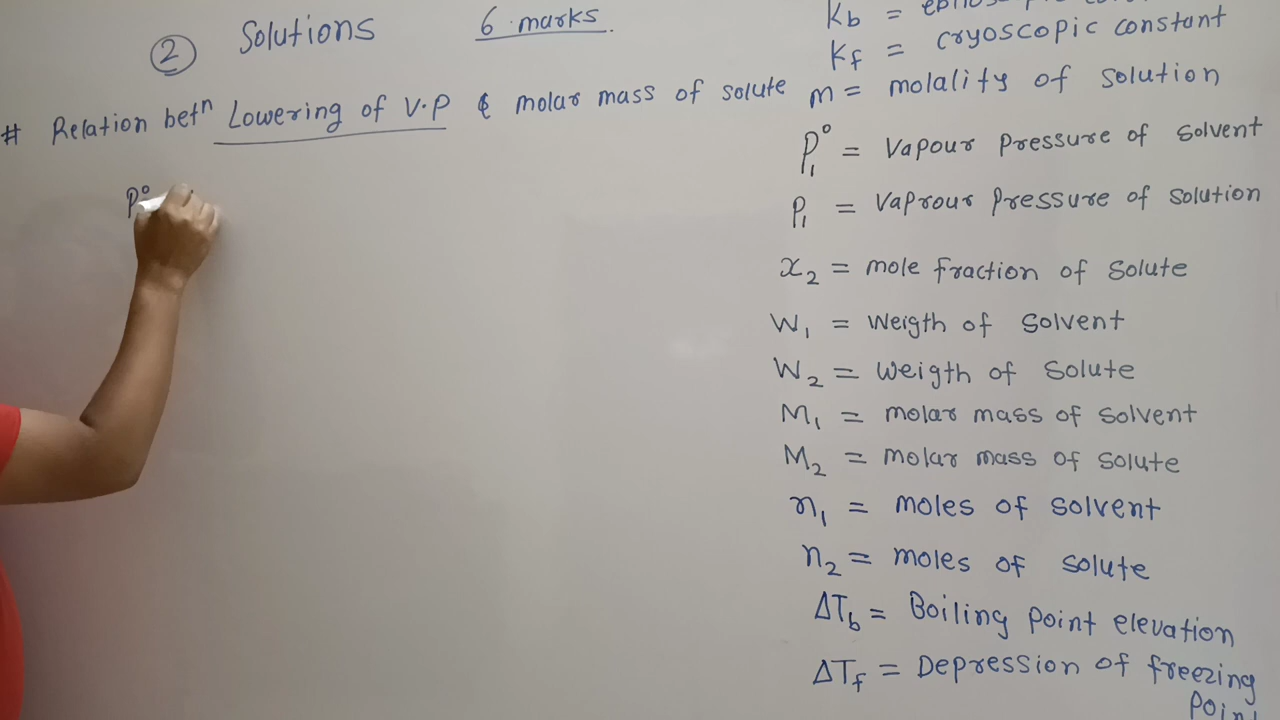 ② Solutions 6 marks
# Relation betⁿ Lowering of V.P & molar mass of solute
P°
Kb =
Kf = cryoscopic constant
m = molality of solution
P₁° = Vapour Pressure of solvent
P₁ = Vaprour Pressure of solution
x₂ = mole fraction of solute
W₁ = Weigth of solvent
W₂ = Weigth of solute
M₁ = molar mass of solvent
M₂ = molar mass of solute
n₁ = moles of solvent
n₂ = moles of solute
ΔTb = Boiling point elevation
ΔTf = Depression of freezing
Point